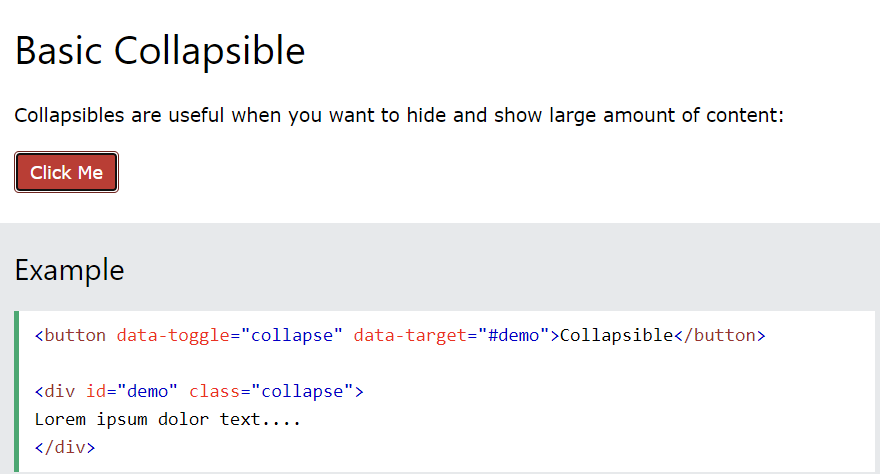 Basic Collapsible
Collapsibles are useful when you want to hide and show large amount of content:
Click Me
Example
<button data-toggle="collapse" data-target="#demo">Collapsible</button>
<div id="demo" class="collapse">
Lorem ipsum dolor text....
</div>